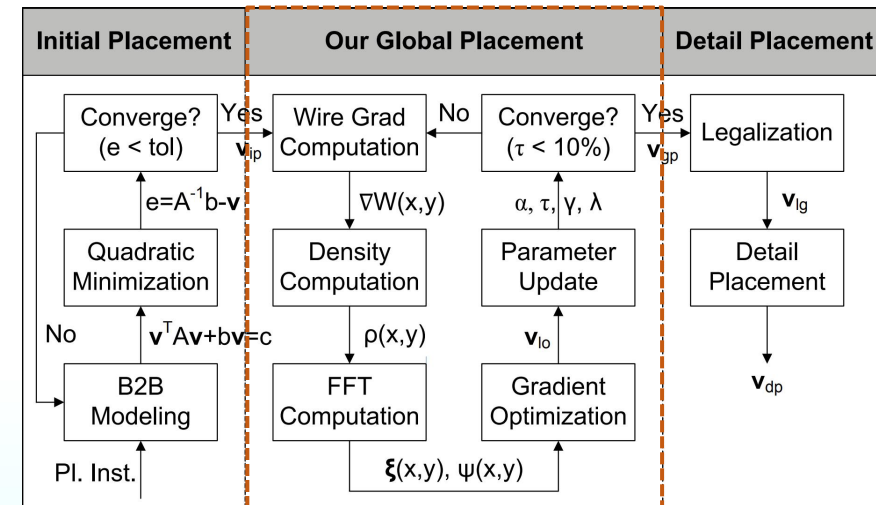 Initial Placement
Our Global Placement
Detail Placement
Converge?
(e < tol)
Yes
v_ip
e=A⁻¹b-v
Quadratic
Minimization
No
vᵀAv+bv=c
B2B
Modeling
Pl. Inst.
Wire Grad
Computation
∇W(x,y)
Density
Computation
ρ(x,y)
FFT
Computation
ξ(x,y), ψ(x,y)
Gradient
Optimization
v_lo
Parameter
Update
α, τ, γ, λ
Converge?
(τ < 10%)
No
Yes
v_gp
Legalization
v_lg
Detail
Placement
v_dp